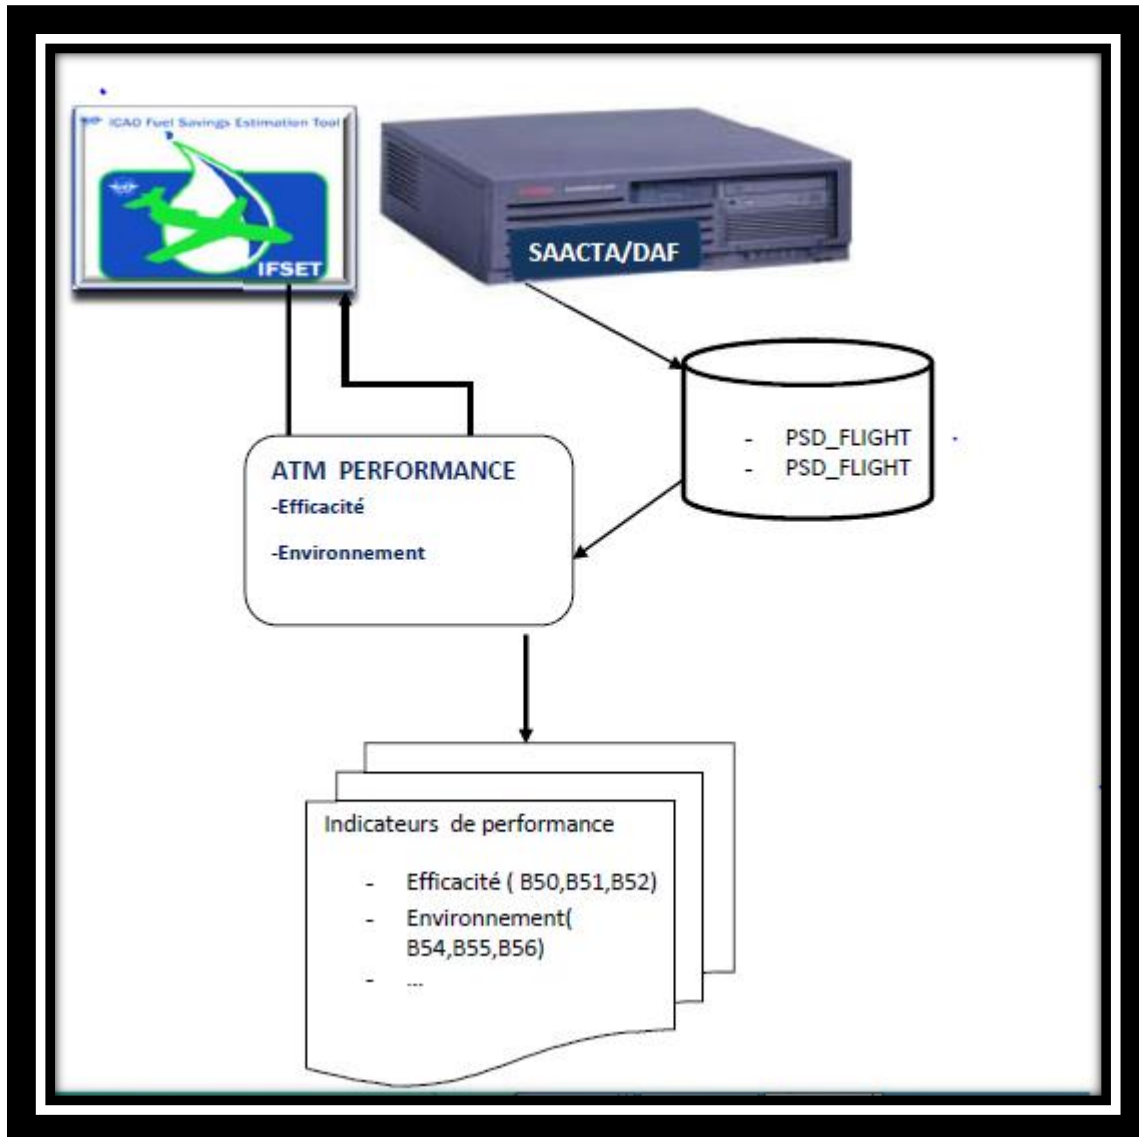 ICAO Fuel Savings Estimation Tool
IFSET
SAACTA/DAF
- PSD_FLIGHT
- PSD_FLIGHT
ATM PERFORMANCE
-Efficacité
-Environnement
Indicateurs de performance
- Efficacité ( B50,B51,B52)
- Environnement(
B54,B55,B56)
- ...